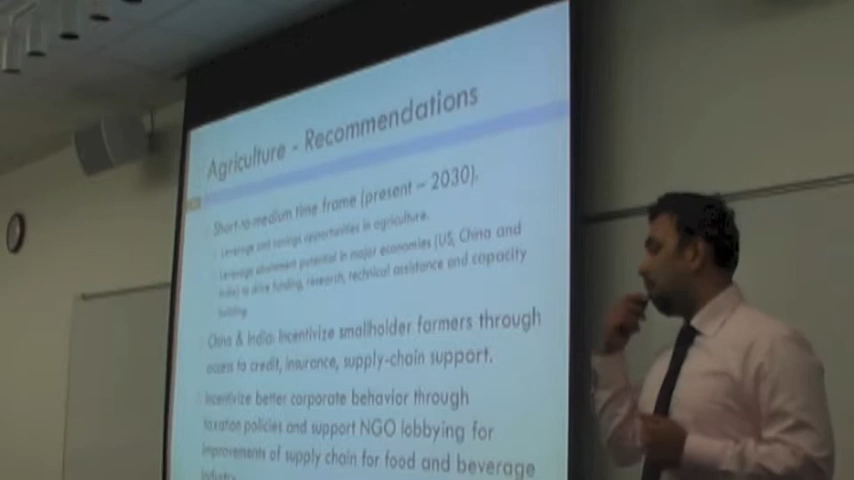 Agriculture - Recommendations
Short-to-medium time frame (present – 2030).
Leverage cost savings opportunities in agriculture.
Leverage abatement potential in major economies (US, China and
India) to drive funding, research, technical assistance and capacity
building.
China & India: Incentivize smallholder farmers through
access to credit, insurance, supply-chain support.
Incentivize better corporate behavior through
taxation policies and support NGO lobbying for
improvements of supply chain for food and beverage
industry